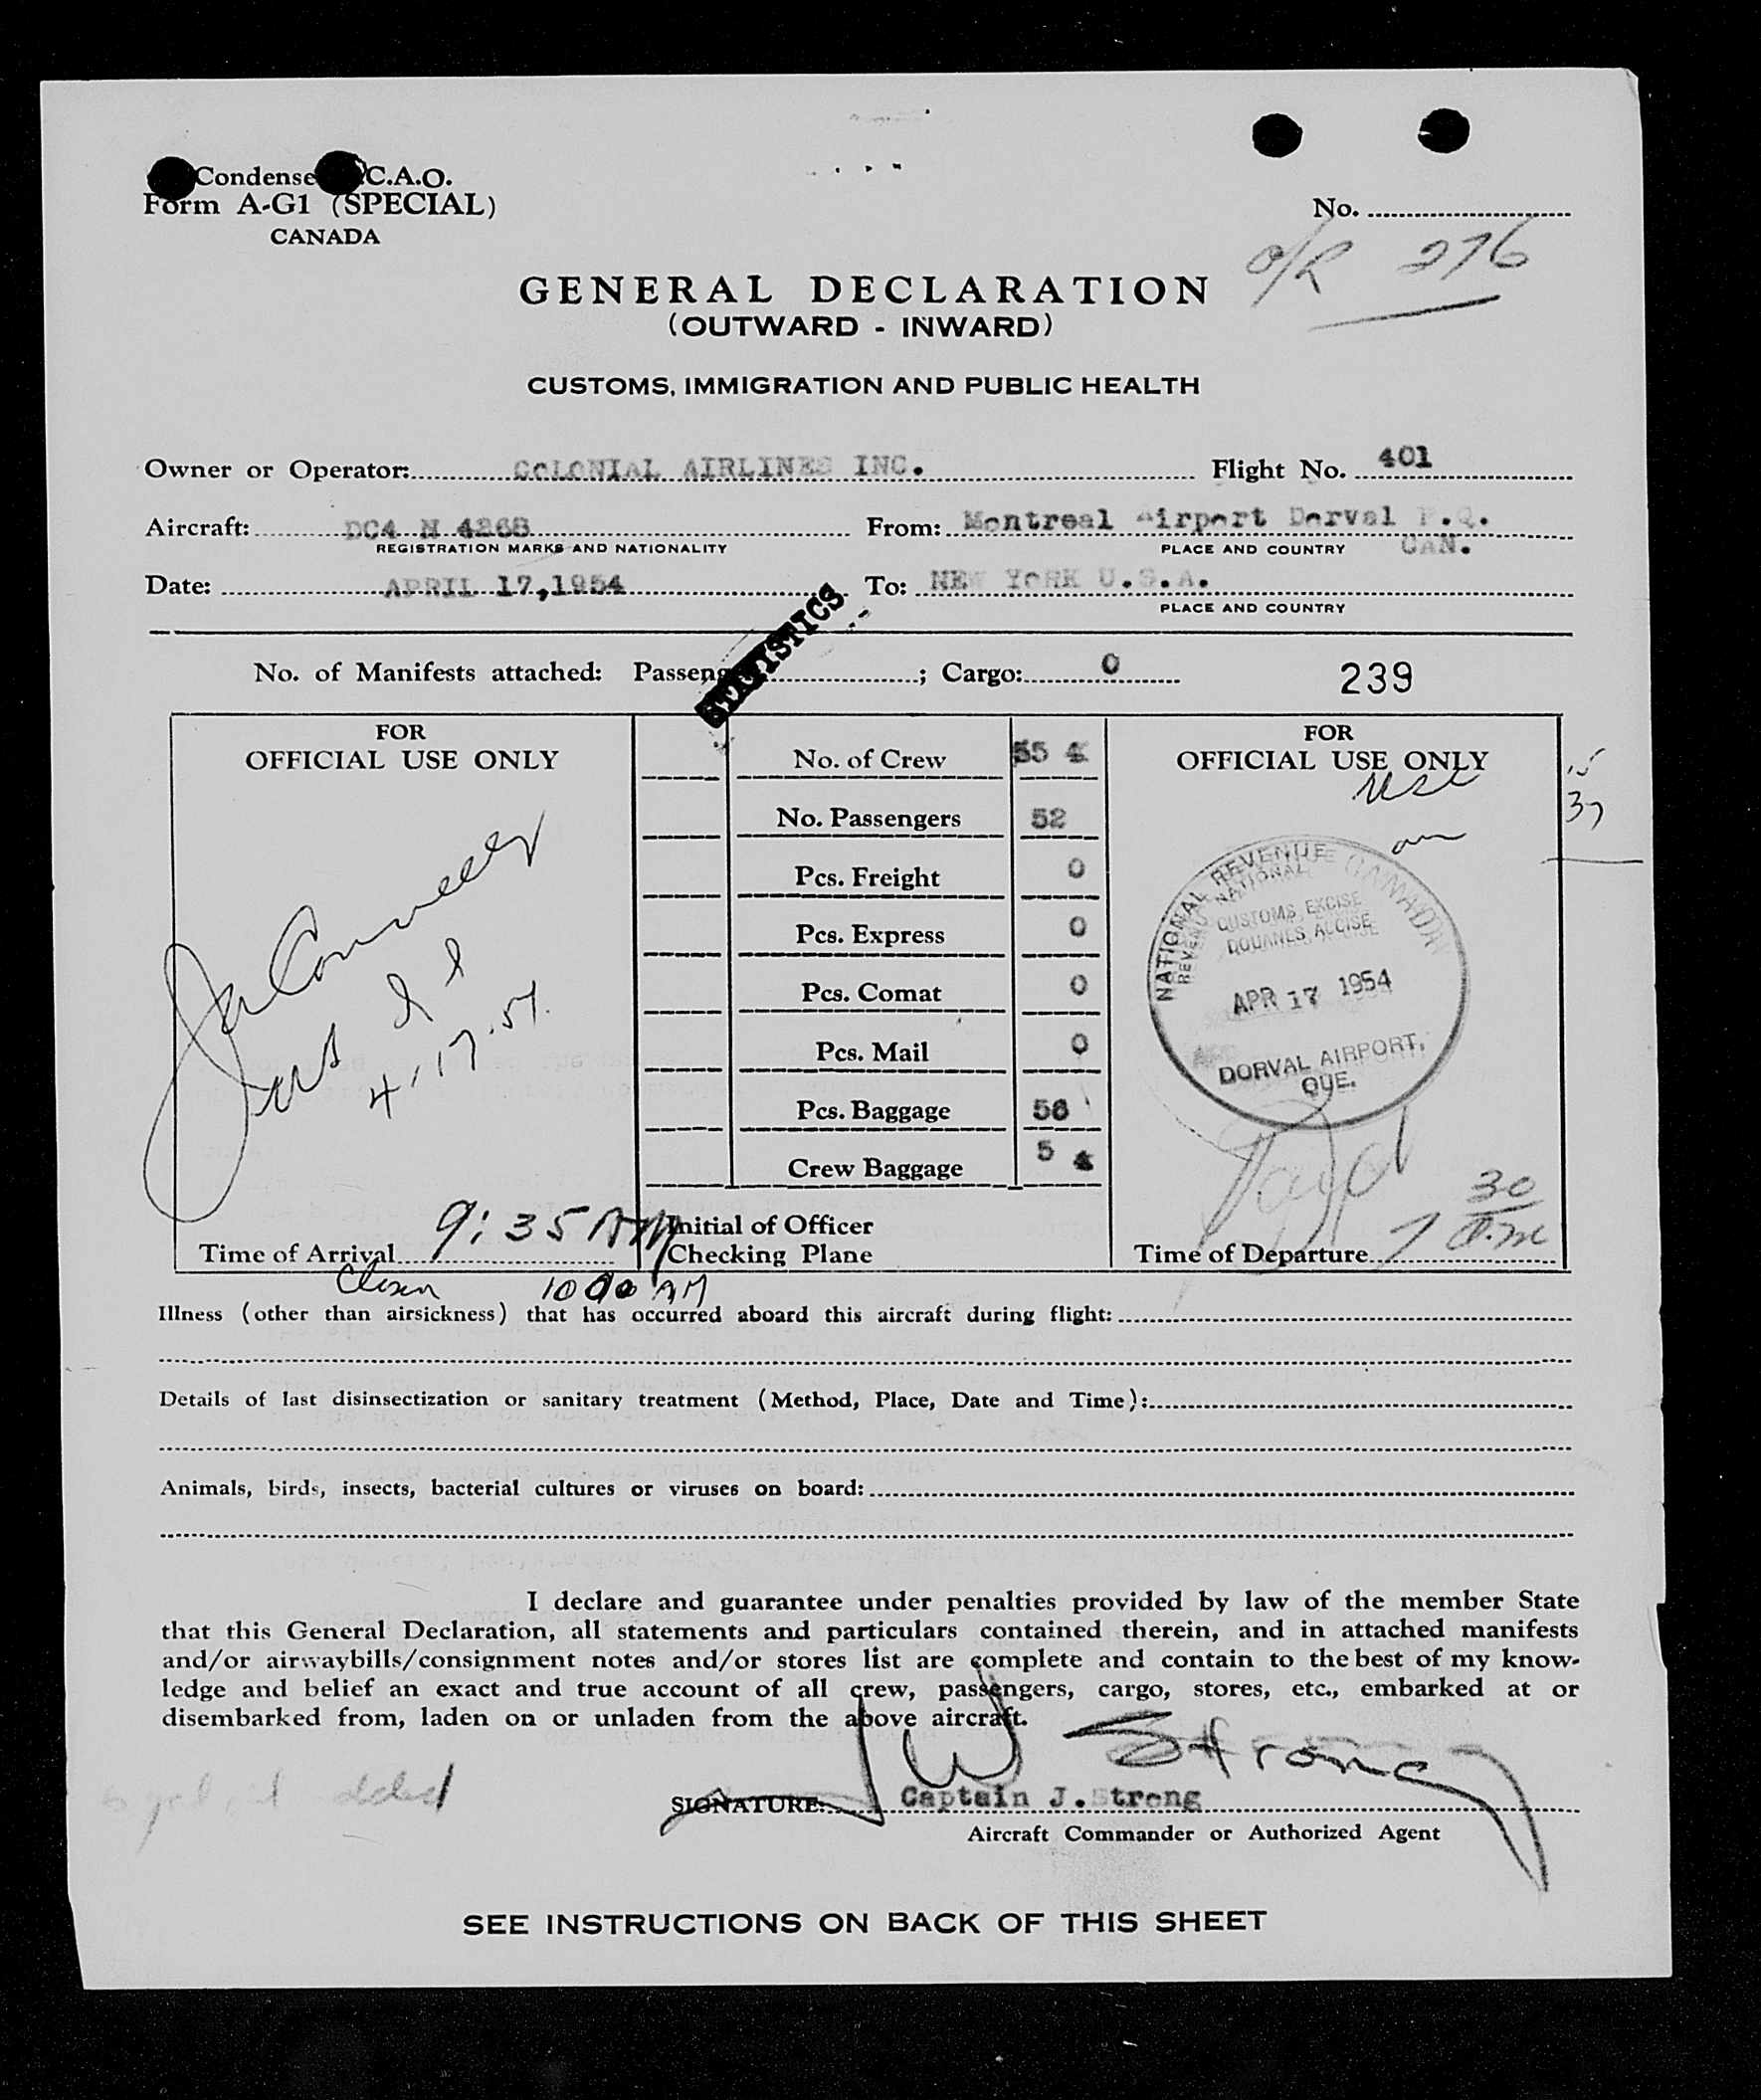 Condense C.A.O.
Form A-G1 (SPECIAL)
CANADA
No.
O/R 276
GENERAL DECLARATION
(OUTWARD - INWARD)
CUSTOMS, IMMIGRATION AND PUBLIC HEALTH
Owner or Operator: COLONIAL AIRLINES INC. Flight No. 401
Aircraft: DC4 N 4268 From: Montreal Airport Dorval P.Q.
REGISTRATION MARKS AND NATIONALITY PLACE AND COUNTRY CAN.
Date: APRIL 17,1954 To: NEW YORK U.S.A.
PLACE AND COUNTRY
STATISTICS
No. of Manifests attached: Passeng ; Cargo: 0 239
FOR
OFFICIAL USE ONLY
No. of Crew 55 4
No. Passengers 52
Pcs. Freight 0
Pcs. Express 0
Pcs. Comat 0
Pcs. Mail 0
Pcs. Baggage 56
Crew Baggage 5 4
FOR
OFFICIAL USE ONLY
15
37
NATIONAL REVENUE CANADA
REVENU NATIONAL
CUSTOMS, EXCISE
DOUANES, ACCISE
APR 17 1954
DORVAL AIRPORT,
QUE.
4.17.54.
Time of Arrival 9:35 AM
Initial of Officer
Checking Plane
Time of Departure 7 30 a.m
1000 AM
Illness (other than airsickness) that has occurred aboard this aircraft during flight:
Details of last disinsectization or sanitary treatment (Method, Place, Date and Time):
Animals, birds, insects, bacterial cultures or viruses on board:
I declare and guarantee under penalties provided by law of the member State
that this General Declaration, all statements and particulars contained therein, and in attached manifests
and/or airwaybills/consignment notes and/or stores list are complete and contain to the best of my know-
ledge and belief an exact and true account of all crew, passengers, cargo, stores, etc., embarked at or
disembarked from, laden on or unladen from the above aircraft.
JW Strong
SIGNATURE: Captain J.Strong
Aircraft Commander or Authorized Agent
SEE INSTRUCTIONS ON BACK OF THIS SHEET